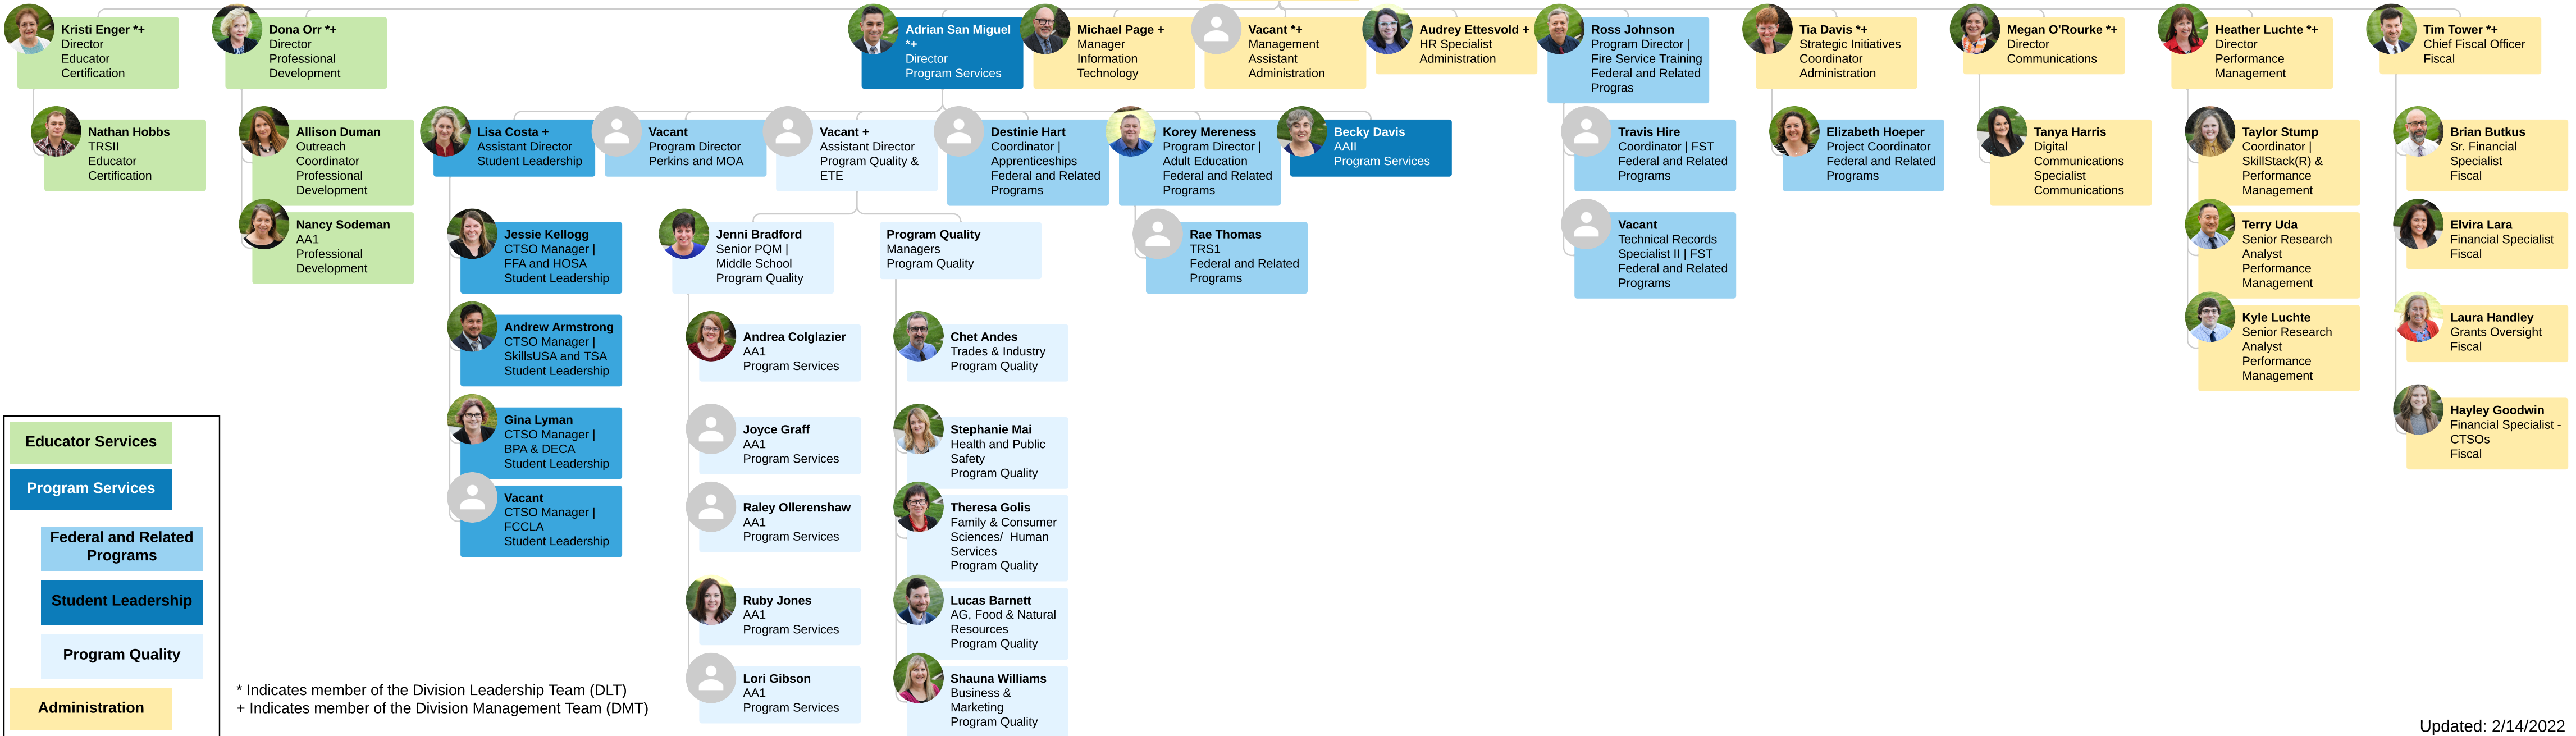 Kristi Enger *+
Director
Educator
Certification
Nathan Hobbs
TRSII
Educator
Certification
Dona Orr *+
Director
Professional
Development
Allison Duman
Outreach
Coordinator
Professional
Development
Nancy Sodeman
AA1
Professional
Development
Adrian San Miguel
*+
Director
Program Services
Lisa Costa +
Assistant Director
Student Leadership
Jessie Kellogg
CTSO Manager |
FFA and HOSA
Student Leadership
Andrew Armstrong
CTSO Manager |
SkillsUSA and TSA
Student Leadership
Gina Lyman
CTSO Manager |
BPA & DECA
Student Leadership
Vacant
CTSO Manager |
FCCLA
Student Leadership
Vacant
Program Director
Perkins and MOA
Vacant +
Assistant Director
Program Quality &
ETE
Jenni Bradford
Senior PQM |
Middle School
Program Quality
Andrea Colglazier
AA1
Program Services
Joyce Graff
AA1
Program Services
Raley Ollerenshaw
AA1
Program Services
Ruby Jones
AA1
Program Services
Lori Gibson
AA1
Program Services
Program Quality
Managers
Program Quality
Chet Andes
Trades & Industry
Program Quality
Stephanie Mai
Health and Public
Safety
Program Quality
Theresa Golis
Family & Consumer
Sciences/  Human
Services
Program Quality
Lucas Barnett
AG, Food & Natural
Resources
Program Quality
Shauna Williams
Business &
Marketing
Program Quality
Destinie Hart
Coordinator |
Apprenticeships
Federal and Related
Programs
Korey Mereness
Program Director |
Adult Education
Federal and Related
Programs
Rae Thomas
TRS1
Federal and Related
Programs
Becky Davis
AAII
Program Services
Michael Page +
Manager
Information
Technology
Vacant *+
Management
Assistant
Administration
Audrey Ettesvold +
HR Specialist
Administration
Ross Johnson
Program Director |
Fire Service Training
Federal and Related
Progras
Travis Hire
Coordinator | FST
Federal and Related
Programs
Vacant
Technical Records
Specialist II | FST
Federal and Related
Programs
Tia Davis *+
Strategic Initiatives
Coordinator
Administration
Elizabeth Hoeper
Project Coordinator
Federal and Related
Programs
Megan O'Rourke *+
Director
Communications
Tanya Harris
Digital
Communications
Specialist
Communications
Heather Luchte *+
Director
Performance
Management
Taylor Stump
Coordinator |
SkillStack(R) &
Performance
Management
Terry Uda
Senior Research
Analyst
Performance
Management
Kyle Luchte
Senior Research
Analyst
Performance
Management
Tim Tower *+
Chief Fiscal Officer
Fiscal
Brian Butkus
Sr. Financial
Specialist
Fiscal
Elvira Lara
Financial Specialist
Fiscal
Laura Handley
Grants Oversight
Fiscal
Hayley Goodwin
Financial Specialist -
CTSOs
Fiscal
Educator Services
Program Services
Federal and Related
Programs
Student Leadership
Program Quality
Administration
* Indicates member of the Division Leadership Team (DLT)
+ Indicates member of the Division Management Team (DMT)
Updated: 2/14/2022